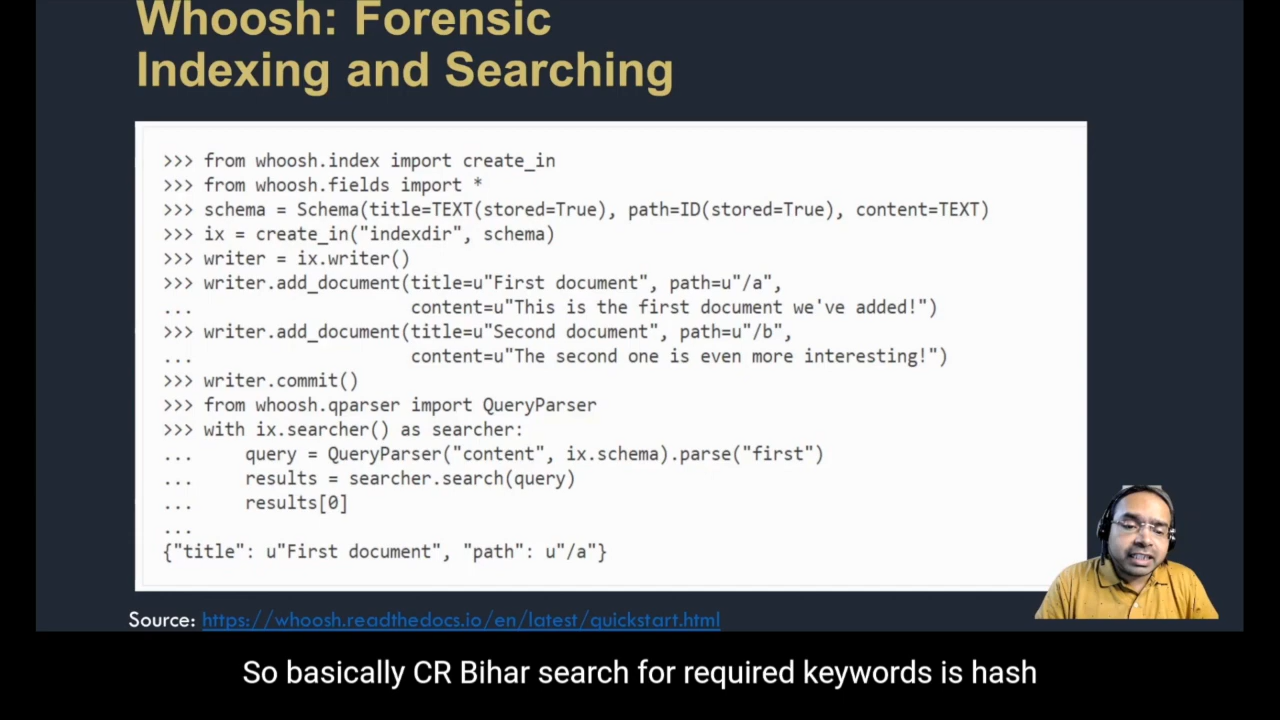 Whoosh: Forensic
Indexing and Searching
>>> from whoosh.index import create_in
>>> from whoosh.fields import *
>>> schema = Schema(title=TEXT(stored=True), path=ID(stored=True), content=TEXT)
>>> ix = create_in("indexdir", schema)
>>> writer = ix.writer()
>>> writer.add_document(title=u"First document", path=u"/a",
...                     content=u"This is the first document we've added!")
>>> writer.add_document(title=u"Second document", path=u"/b",
...                     content=u"The second one is even more interesting!")
>>> writer.commit()
>>> from whoosh.qparser import QueryParser
>>> with ix.searcher() as searcher:
...     query = QueryParser("content", ix.schema).parse("first")
...     results = searcher.search(query)
...     results[0]
...
{"title": u"First document", "path": u"/a"}
Source: https://whoosh.readthedocs.io/en/latest/quickstart.html
So basically CR Bihar search for required keywords is hash